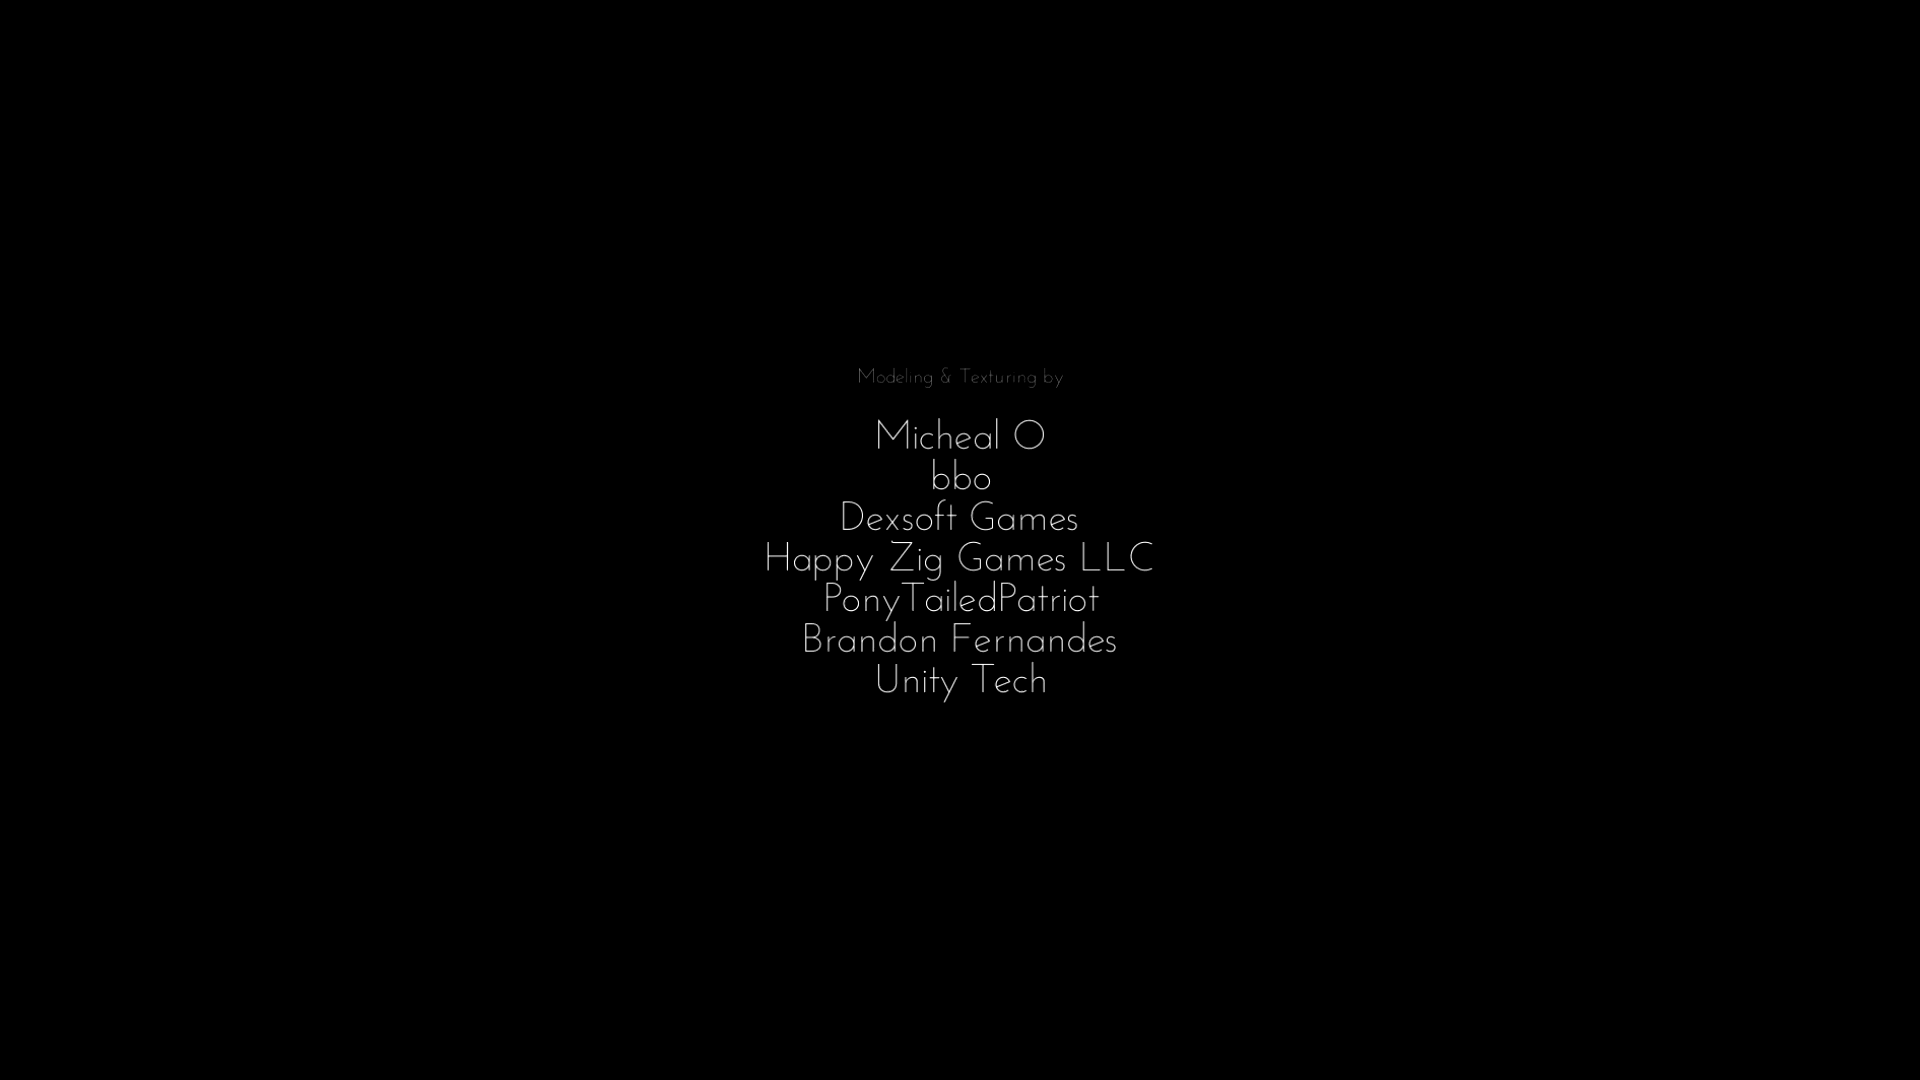 Modeling & Texturing by
Micheal O
bbo
Dexsoft Games
Happy Zig Games LLC
PonyTailedPatriot
Brandon Fernandes
Unity Tech